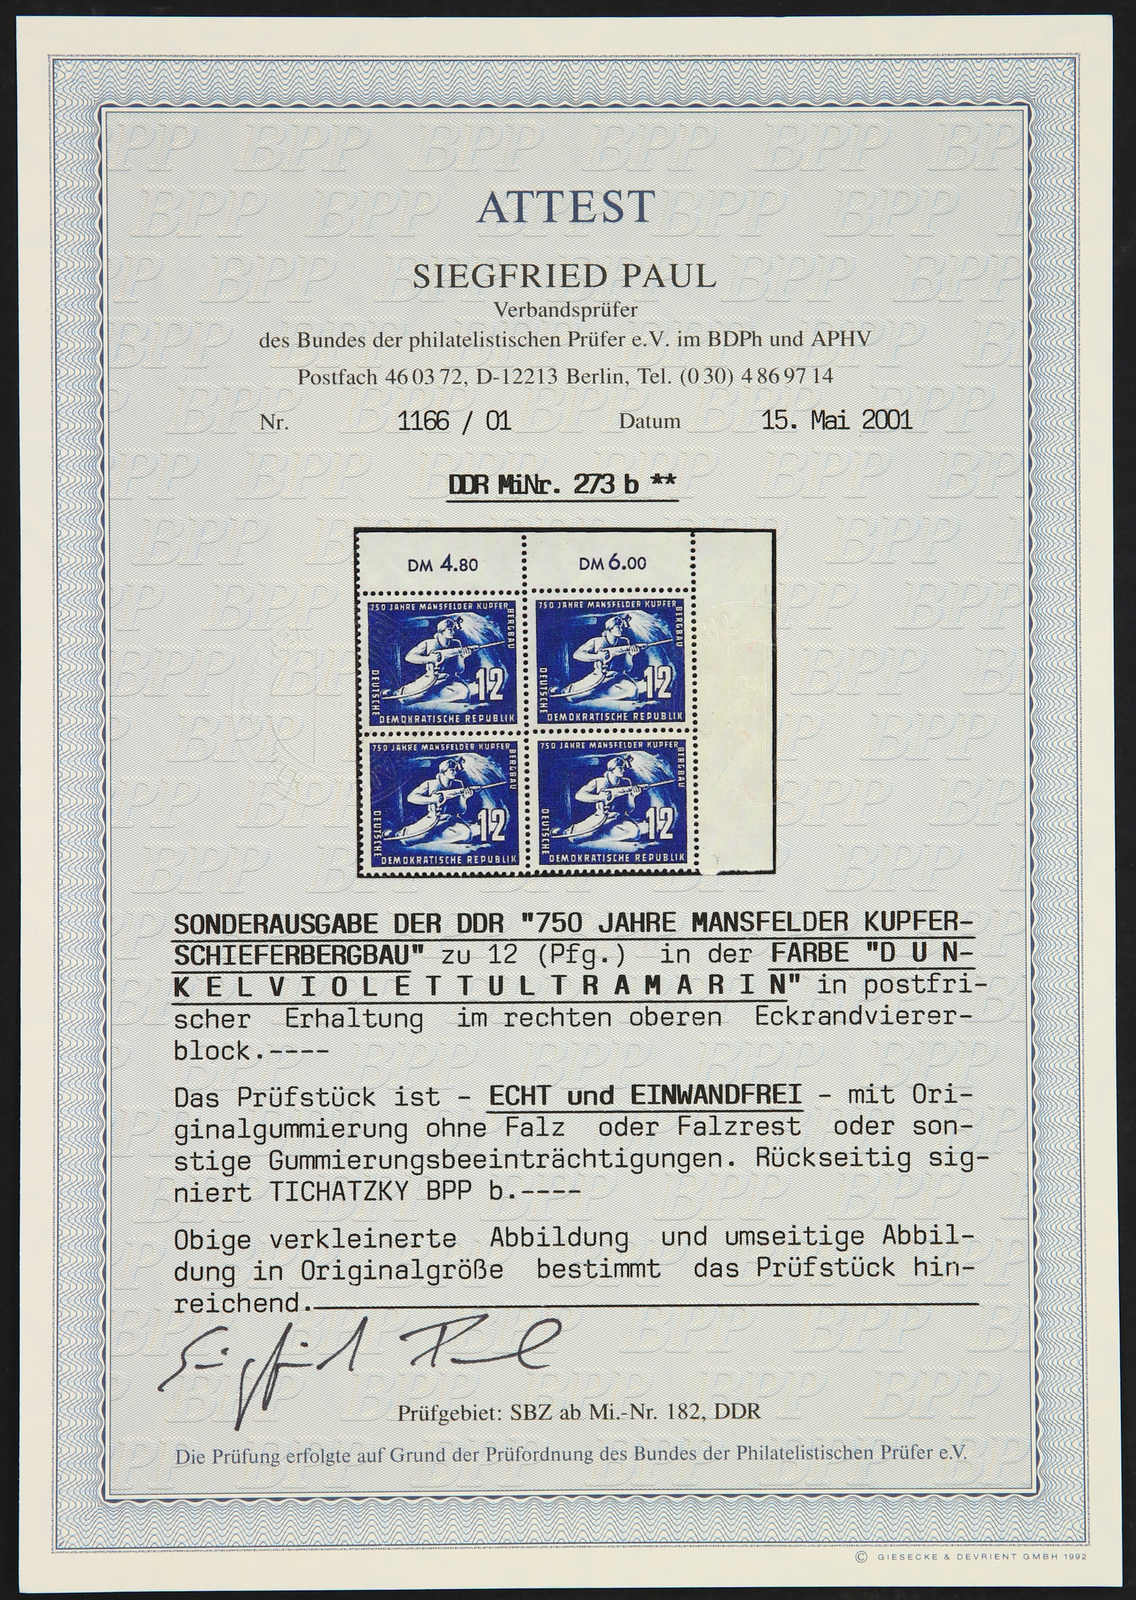 ATTEST
SIEGFRIED PAUL
Verbandsprüfer
des Bundes der philatelistischen Prüfer e.V. im BDPh und APHV
Postfach 46 03 72, D-12213 Berlin, Tel. (0 30) 4 86 97 14
Nr. 1166 / 01 Datum 15. Mai 2001
DDR MiNr. 273 b **
DM 4.80 DM 6.00
750 JAHRE MANSFELDER KUPFER BERGBAU
DEUTSCHE
12
DEMOKRATISCHE REPUBLIK
750 JAHRE MANSFELDER KUPFER BERGBAU
DEUTSCHE
12
DEMOKRATISCHE REPUBLIK
750 JAHRE MANSFELDER KUPFER BERGBAU
DEUTSCHE
12
DEMOKRATISCHE REPUBLIK
750 JAHRE MANSFELDER KUPFER BERGBAU
DEUTSCHE
12
DEMOKRATISCHE REPUBLIK
SONDERAUSGABE DER DDR "750 JAHRE MANSFELDER KUPFER-
SCHIEFERBERGBAU" zu 12 (Pfg.) in der FARBE "D U N-
K E L V I O L E T T U L T R A M A R I N" in postfri-
scher Erhaltung im rechten oberen Eckrandvierer-
block.----
Das Prüfstück ist - ECHT und EINWANDFREI - mit Ori-
ginalgummierung ohne Falz oder Falzrest oder son-
stige Gummierungsbeeinträchtigungen. Rückseitig sig-
niert TICHATZKY BPP b.----
Obige verkleinerte Abbildung und umseitige Abbil-
dung in Originalgröße bestimmt das Prüfstück hin-
reichend.
Siegfried Paul
Prüfgebiet: SBZ ab Mi.-Nr. 182, DDR
Die Prüfung erfolgte auf Grund der Prüfordnung des Bundes der Philatelistischen Prüfer e.V.
© GIESECKE & DEVRIENT GMBH 1992